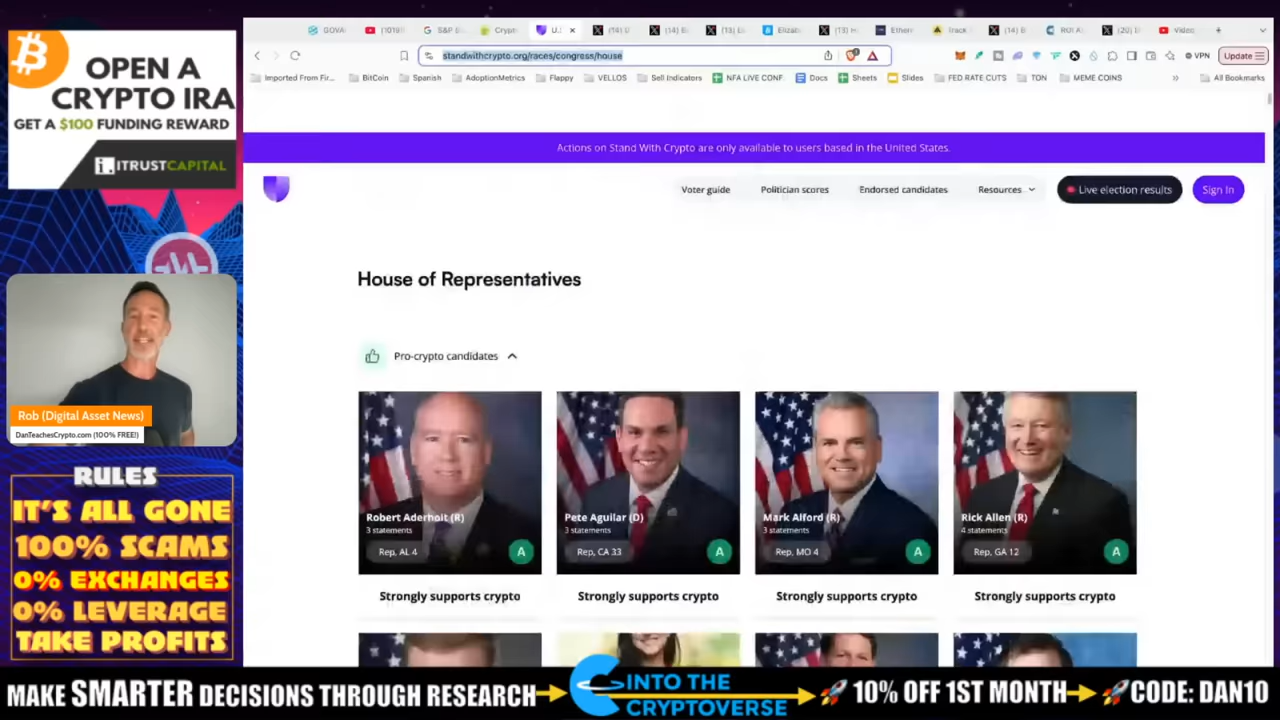 OPEN A
CRYPTO IRA
GET A $100 FUNDING REWARD
ITRUSTCAPITAL
Rob (Digital Asset News)
DanTeachesCrypto.com (100% FREE!)
RULES
IT'S ALL GONE
100% SCAMS
0% EXCHANGES
0% LEVERAGE
TAKE PROFITS
standwithcrypto.org/races/congress/house
VPN
Update
Imported From Fir...
BitCoin
Spanish
AdoptionMetrics
Flappy
VELLOS
Sell Indicators
NFA LIVE CONF
Docs
Sheets
Slides
FED RATE CUTS
TON
MEME COINS
All Bookmarks
Actions on Stand With Crypto are only available to users based in the United States.
Voter guide
Politician scores
Endorsed candidates
Resources
Live election results
Sign In
House of Representatives
Pro-crypto candidates
Robert Aderholt (R)
3 statements
Rep, AL 4
A
Strongly supports crypto
Pete Aguilar (D)
3 statements
Rep, CA 33
A
Strongly supports crypto
Mark Alford (R)
3 statements
Rep, MO 4
A
Strongly supports crypto
Rick Allen (R)
4 statements
Rep, GA 12
A
Strongly supports crypto
MAKE SMARTER DECISIONS THROUGH RESEARCH
INTO THE
CRYPTOVERSE
10% OFF 1ST MONTH
CODE: DAN10